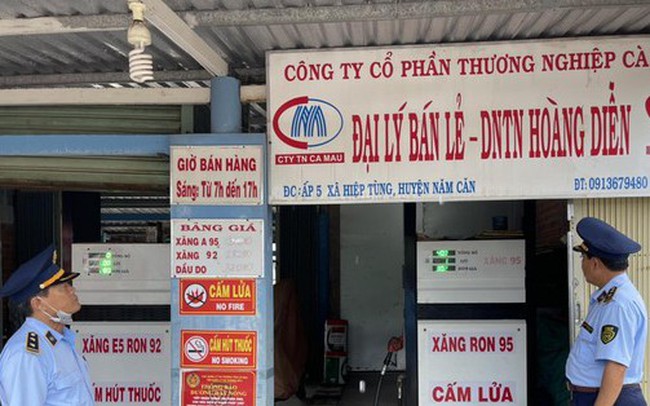 CÔNG TY CỔ PHẦN THƯƠNG NGHIỆP CÀ
CTY TN CA MAU
ĐẠI LÝ BÁN LẺ - DNTN HOÀNG DIỄN
ĐC: ẤP 5 XÃ HIỆP TÙNG, HUYỆN NĂM CĂN
ĐT: 0913679480
GIỜ BÁN HÀNG
Sáng: Từ 7h đến 17h
BẢNG GIÁ
XĂNG A 95
XĂNG 92
DẦU DO
CẤM LỬA
NO FIRE
CẤM HÚT THUỐC
NO SMOKING
XĂNG E5 RON 92
CẤM HÚT THUỐC
XĂNG 95
XĂNG RON 95
CẤM LỬA